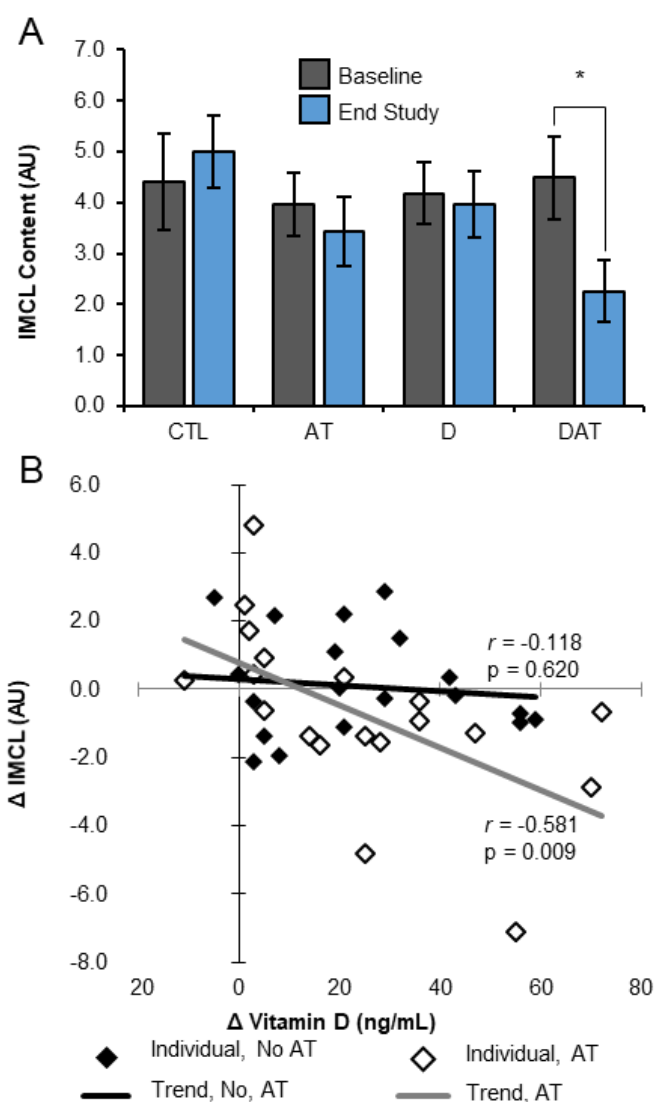 A
7.0
6.0
5.0
4.0
3.0
2.0
1.0
0.0
IMCL Content (AU)
Baseline
End Study
*
CTL AT D DAT
B
6.0
4.0
2.0
0.0
-2.0
-4.0
-6.0
-8.0
Δ IMCL (AU)
r = -0.118
p = 0.620
r = -0.581
p = 0.009
20 0 20 40 60 80
Δ Vitamin D (ng/mL)
Individual, No AT
Individual, AT
Trend, No, AT
Trend, AT